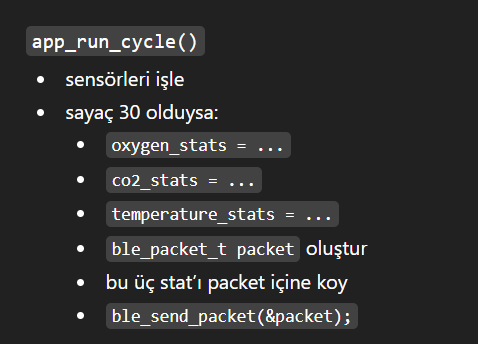 app_run_cycle()
sensörleri işle
sayaç 30 olduysa:
oxygen_stats = ...
co2_stats = ...
temperature_stats = ...
ble_packet_t packet oluştur
bu üç stat’ı packet içine koy
ble_send_packet(&packet);